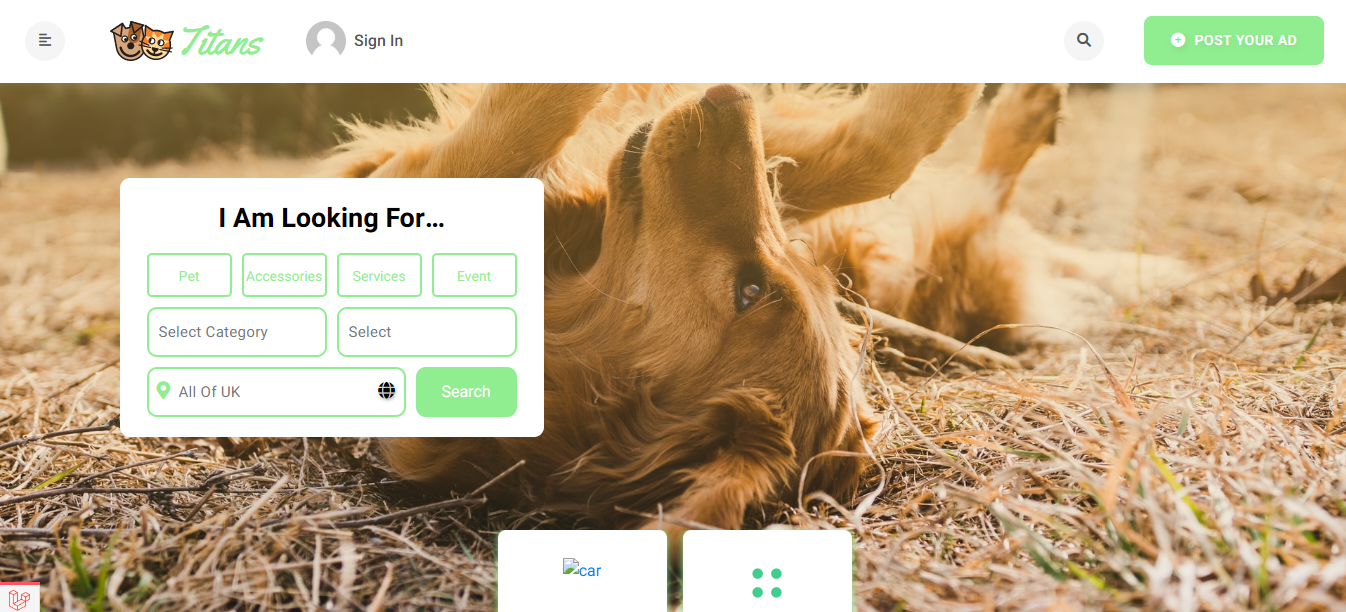 Titans
Sign In
POST YOUR AD
I Am Looking For...
Pet Accessories Services Event
Select Category Select
All Of UK Search
car